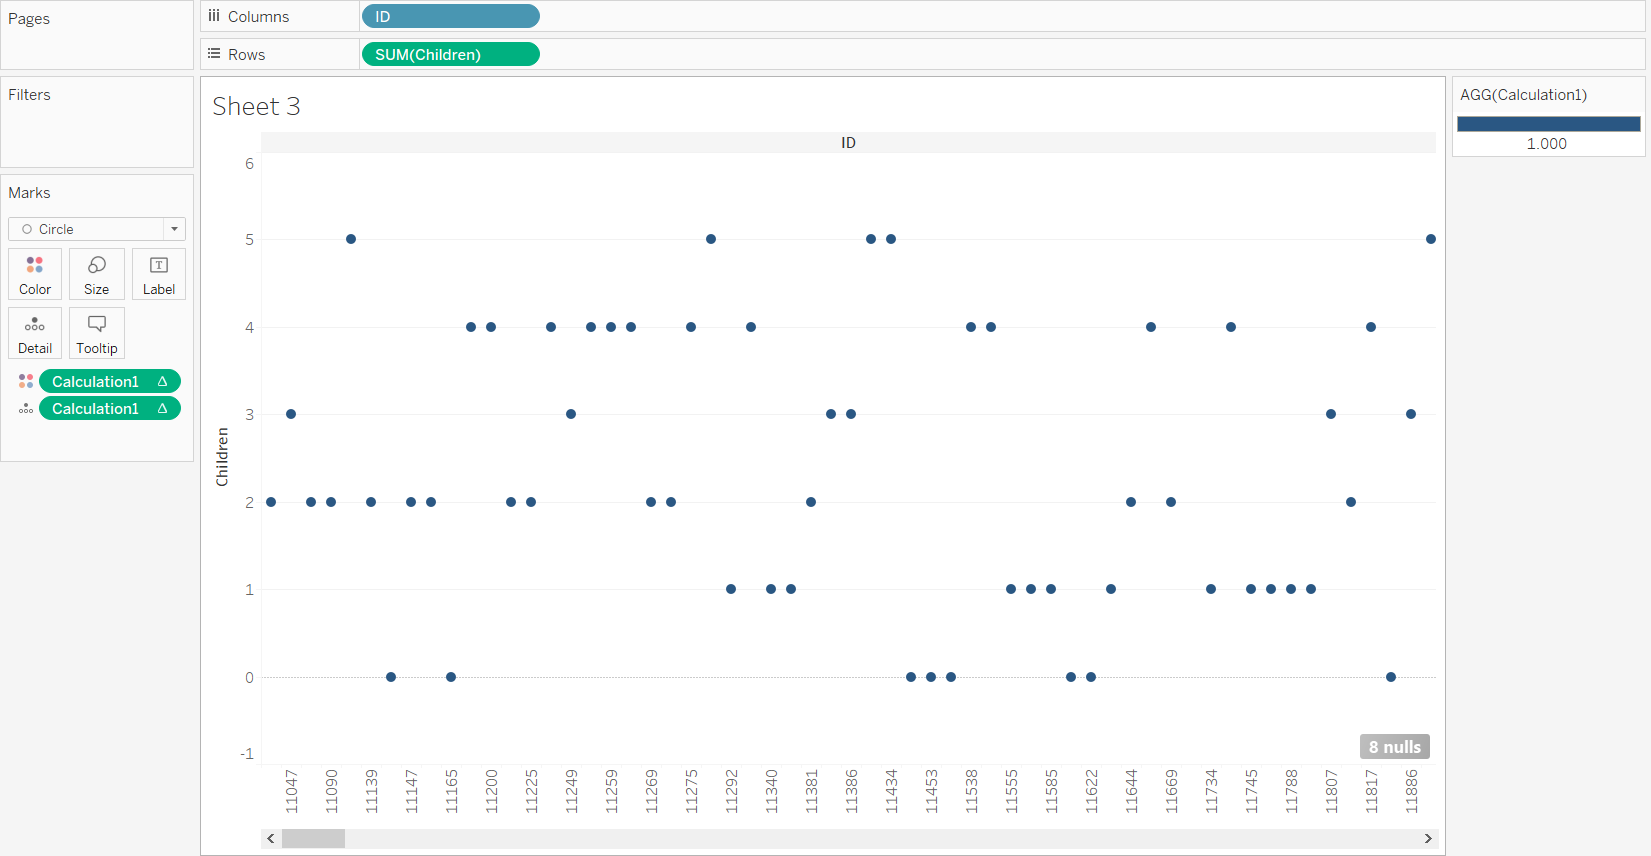 Pages
Columns
ID
Rows
SUM(Children)
Filters
Marks
Circle
Color
Size
Label
Detail
Tooltip
Calculation1 Δ
Calculation1 Δ
Sheet 3
ID
6
5
4
3
2
1
0
-1
Children
8 nulls
11047
11090
11139
11147
11165
11200
11225
11249
11259
11269
11275
11292
11340
11381
11386
11434
11453
11538
11555
11585
11622
11644
11669
11734
11745
11788
11807
11817
11886
AGG(Calculation1)
1.000